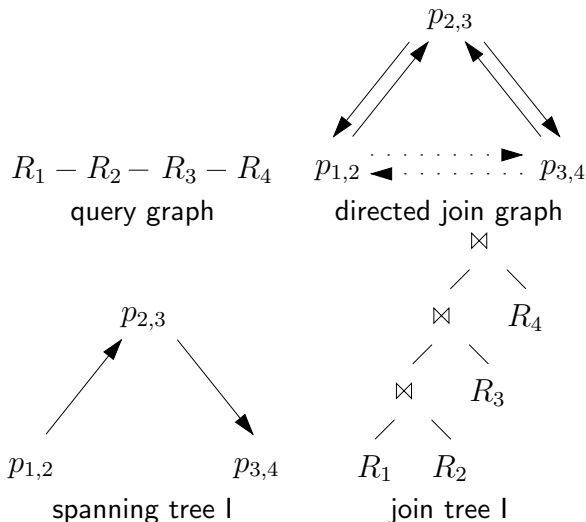 p₂,₃
R₁ − R₂ − R₃ − R₄
p₁,₂ p₃,₄
query graph
directed join graph
⋈
p₂,₃
⋈ R₄
⋈ R₃
p₁,₂ p₃,₄
R₁ R₂
spanning tree I
join tree I